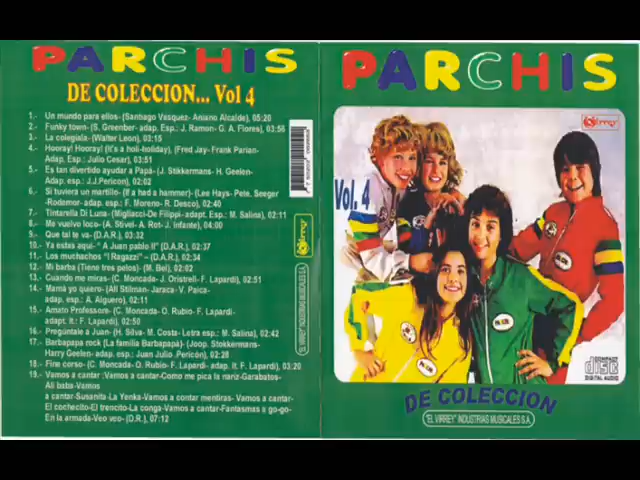 PARCHIS
DE COLECCION... Vol 4
1.- Un mundo para ellos- (Santiago Vasquez- Aniano Alcalde), 05:20
2.- Funky town- (S. Greenber- adap. Esp.: J. Ramon- G. A. Flores), 03:56
3.- La colegiala- (Walter Leon), 03:15
4.- Hooray! Hooray! (It's a holi-holiday), (Fred Jay- Frank Farian-
Adap. Esp.: Julio Cesar), 03:51
5.- Es tan divertido ayudar a Papá- (J. Stikkermans- H. Geelen-
Adap. Esp.: J.J.Pericon), 02:02
6.- Si tuviera un martillo- (If a had a hammer)- (Lee Hays- Pete. Seeger
-Rodemor- adap. esp.: F. Moreno- R. Desco), 02:40
7.- Tintarella Di Luna- (Migliacci-De Filippi- adapt. Esp.: M. Salina), 02:11
8.- Me vuelvo loco- (A. Stivel- A. Rot- J. Infante), 04:00
9.- Que tal te va- (D.A.R.), 03:32
10.- Ya estas aqui- “ A Juan pablo II” (D.A.R.), 02:37
11.- Los muchachos “I Ragazzi” – (D.A.R.), 02:34
12.- Mi barba (Tiene tres pelos)- (M. Bel), 02:02
13.- Cuando me miras- (C. Moncada- J. Oristrell- F. Lapardi), 02:51
14.- Mamá yo quiero- (All Stilman- Jaraca- V. Paica-
adap, esp.: A. Alguero), 02:11
15.- Amato Professore- (C. Moncada- O. Rubio- F. Lapardi-
adapt. It.: F. Lapardi), 02:50
16.- Pregúntale a Juan- (H. Silva- M. Costa- Letra esp.: M. Salina), 02:42
17.- Barbapapa rock (La familia Barbapapá)- (Joop. Stokkermans-
Harry Geelen- adap. esp.: Juan Julio .Pericón), 02:28
18.- Fine corso- (C. Moncada- O. Rubio- F. Lapardi- adap. It F. Lapardi), 03:20
19.- Vamos a cantar :Vamos a cantar-Como me pica la nariz-Garabatos-
Ali baba-Vamos
a cantar-Susanita-La Yenka-Vamos a contar mentiras- Vamos a cantar-
El cochecito-El trencito-La conga-Vamos a cantar-Fantasmas a go-go-
En la armada-Veo veo- (D.R.), 07:12
PARCHIS
Vol. 4
COMPACT
disc
DIGITAL AUDIO
DE COLECCION
"EL VIRREY" INDUSTRIAS MUSICALES S.A.